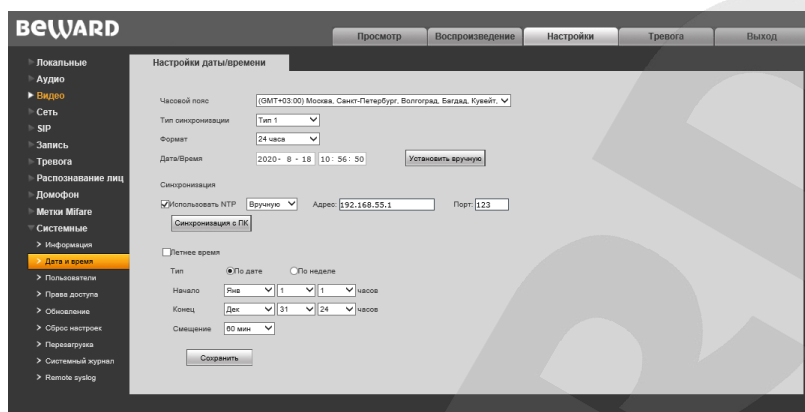 BEWARD
Просмотр Воспроизведение Настройки Тревога Выход
Локальные
Аудио
Видео
Сеть
SIP
Запись
Тревога
Распознавание лиц
Домофон
Метки Mifare
Системные
Информация
Дата и время
Пользователи
Права доступа
Обновление
Сброс настроек
Перезагрузка
Системный журнал
Remote syslog
Настройки даты/времени
Часовой пояс (GMT+03:00) Москва, Санкт-Петербург, Волгоград, Багдад, Кувейт,
Тип синхронизации Тип 1
Формат 24 часа
Дата/Время 2020- 8 - 18 10: 56: 50 Установить вручную
Синхронизация
Использовать NTP Вручную Адрес: 192.168.55.1 Порт: 123
Синхронизация с ПК
Летнее время
Тип По дате По неделе
Начало Янв 1 1 часов
Конец Дек 31 24 часов
Смещение 60 мин
Сохранить